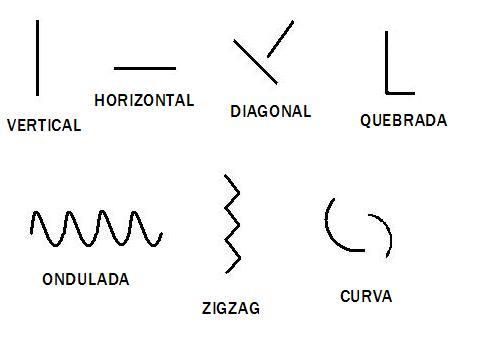 VERTICAL
HORIZONTAL
DIAGONAL
QUEBRADA
ONDULADA
ZIGZAG
CURVA